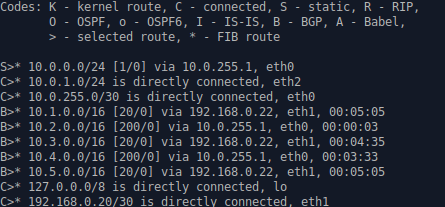 Codes: K - kernel route, C - connected, S - static, R - RIP,
O - OSPF, o - OSPF6, I - IS-IS, B - BGP, A - Babel,
> - selected route, * - FIB route
S>* 10.0.0.0/24 [1/0] via 10.0.255.1, eth0
C>* 10.0.1.0/24 is directly connected, eth2
C>* 10.0.255.0/30 is directly connected, eth0
B>* 10.1.0.0/16 [20/0] via 192.168.0.22, eth1, 00:05:05
B>* 10.2.0.0/16 [200/0] via 10.0.255.1, eth0, 00:00:03
B>* 10.3.0.0/16 [20/0] via 192.168.0.22, eth1, 00:04:35
B>* 10.4.0.0/16 [200/0] via 10.0.255.1, eth0, 00:03:33
B>* 10.5.0.0/16 [20/0] via 192.168.0.22, eth1, 00:05:05
C>* 127.0.0.0/8 is directly connected, lo
C>* 192.168.0.20/30 is directly connected, eth1